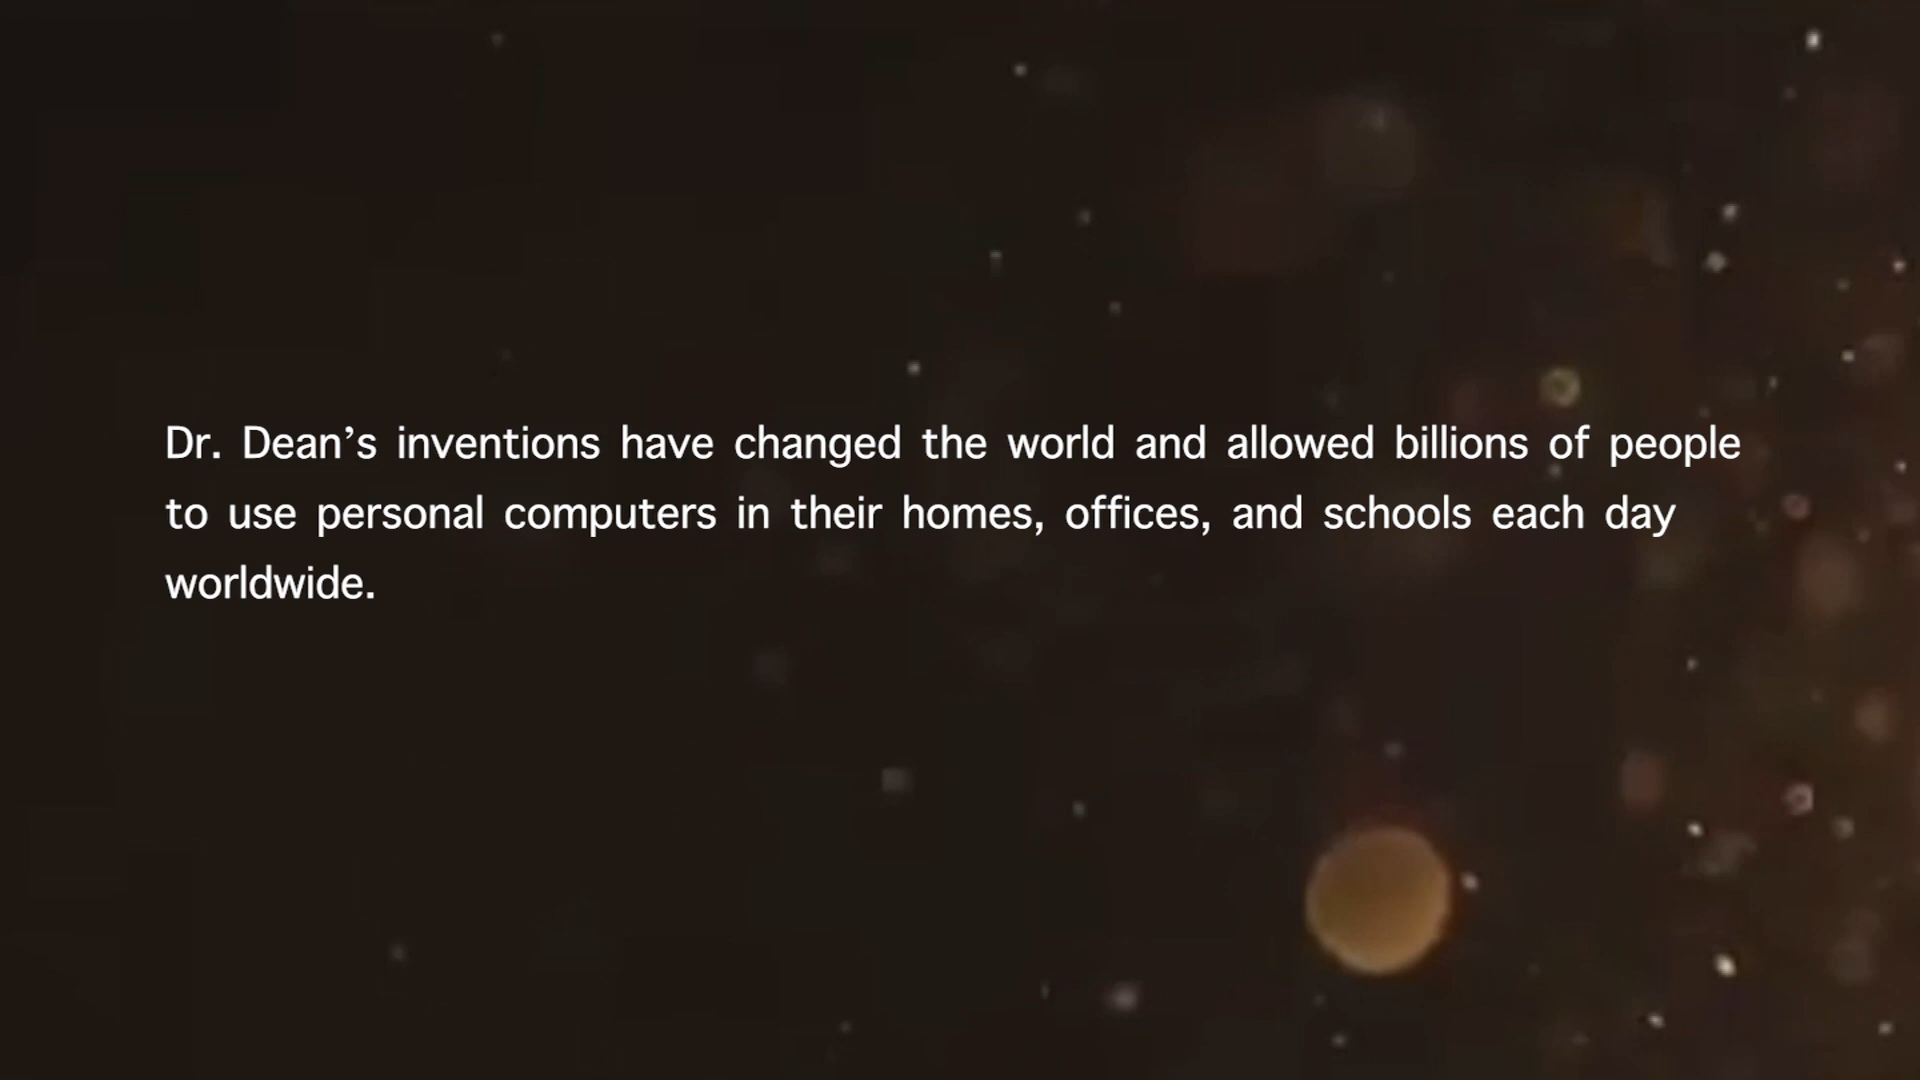 Dr. Dean’s inventions have changed the world and allowed billions of people
to use personal computers in their homes, offices, and schools each day
worldwide.